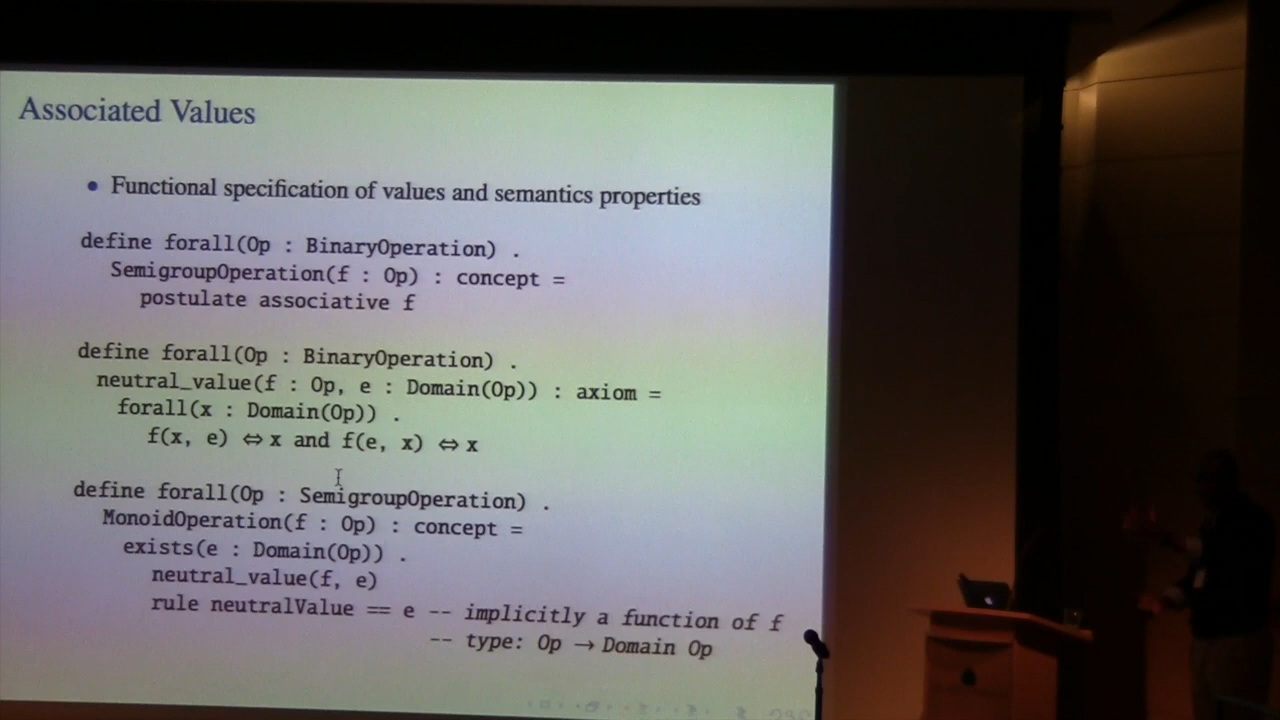 Associated Values
• Functional specification of values and semantics properties
define forall(Op : BinaryOperation) .
SemigroupOperation(f : Op) : concept =
postulate associative f
define forall(Op : BinaryOperation) .
neutral_value(f : Op, e : Domain(Op)) : axiom =
forall(x : Domain(Op)) .
f(x, e) ⇔ x and f(e, x) ⇔ x
define forall(Op : SemigroupOperation) .
MonoidOperation(f : Op) : concept =
exists(e : Domain(Op)) .
neutral_value(f, e)
rule neutralValue == e -- implicitly a function of f
-- type: Op → Domain Op